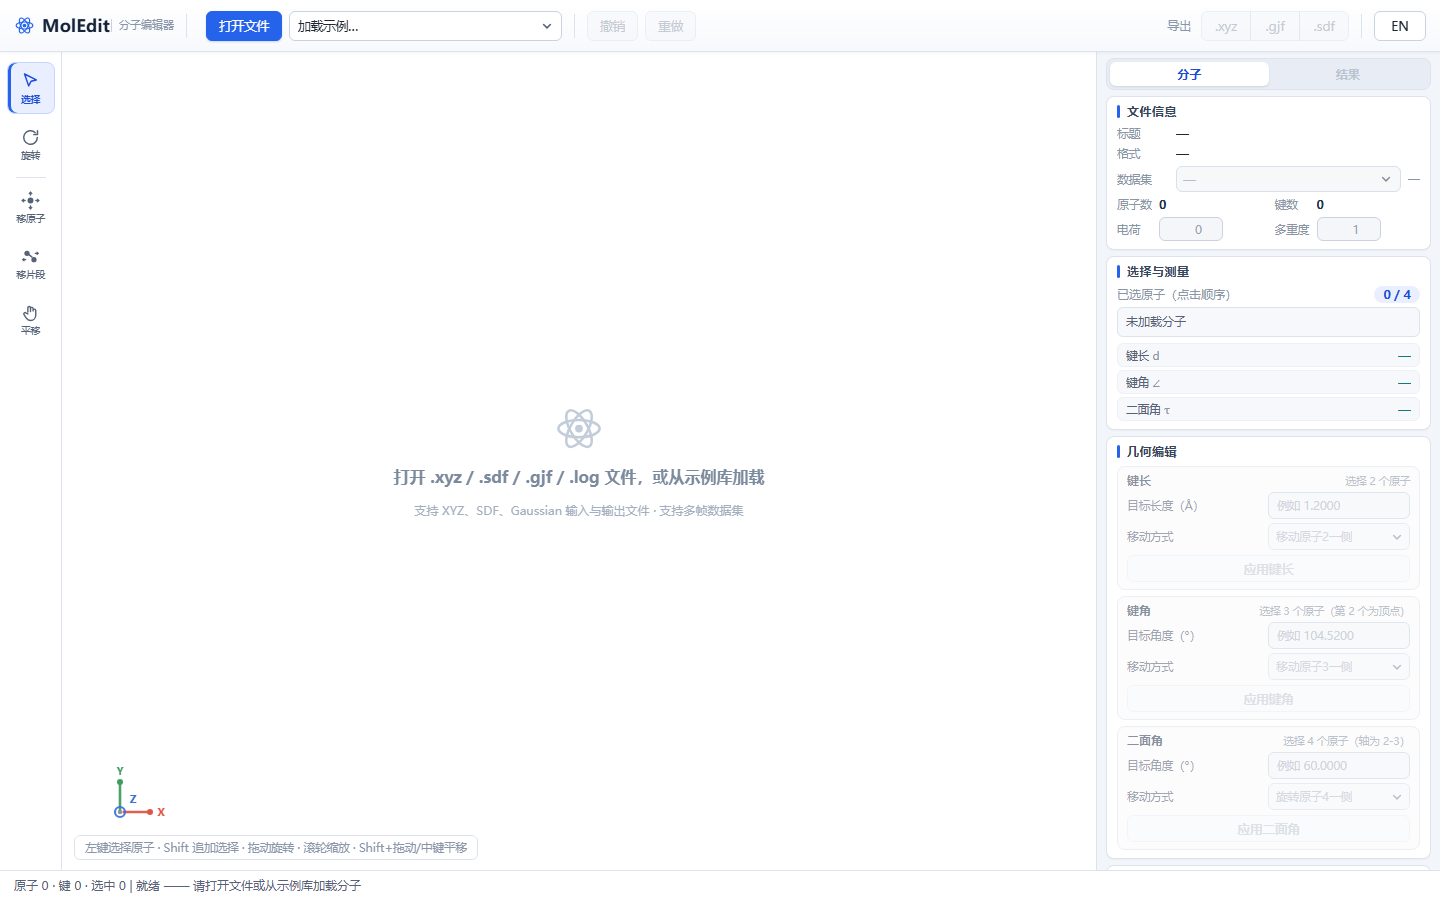 MolEdit 分子编辑器 打开文件 加载示例... 撤销 重做 导出 .xyz .gjf .sdf EN
选择
旋转
移原子
移片段
平移
打开 .xyz / .sdf / .gjf / .log 文件，或从示例库加载
支持 XYZ、SDF、Gaussian 输入与输出文件 · 支持多帧数据集
Y
Z
X
左键选择原子 · Shift 追加选择 · 拖动旋转 · 滚轮缩放 · Shift+拖动/中键平移
分子 结果
文件信息
标题 —
格式 —
数据集 — —
原子数 0 键数 0
电荷 0 多重度 1
选择与测量
已选原子（点击顺序） 0 / 4
未加载分子
键长 d —
键角 ∠ —
二面角 τ —
几何编辑
键长 选择 2 个原子
目标长度（Å） 例如 1.2000
移动方式 移动原子2一侧
应用键长
键角 选择 3 个原子（第 2 个为顶点）
目标角度（°） 例如 104.5200
移动方式 移动原子3一侧
应用键角
二面角 选择 4 个原子（轴为 2-3）
目标角度（°） 例如 60.0000
移动方式 旋转原子4一侧
应用二面角
原子 0 · 键 0 · 选中 0 | 就绪 —— 请打开文件或从示例库加载分子